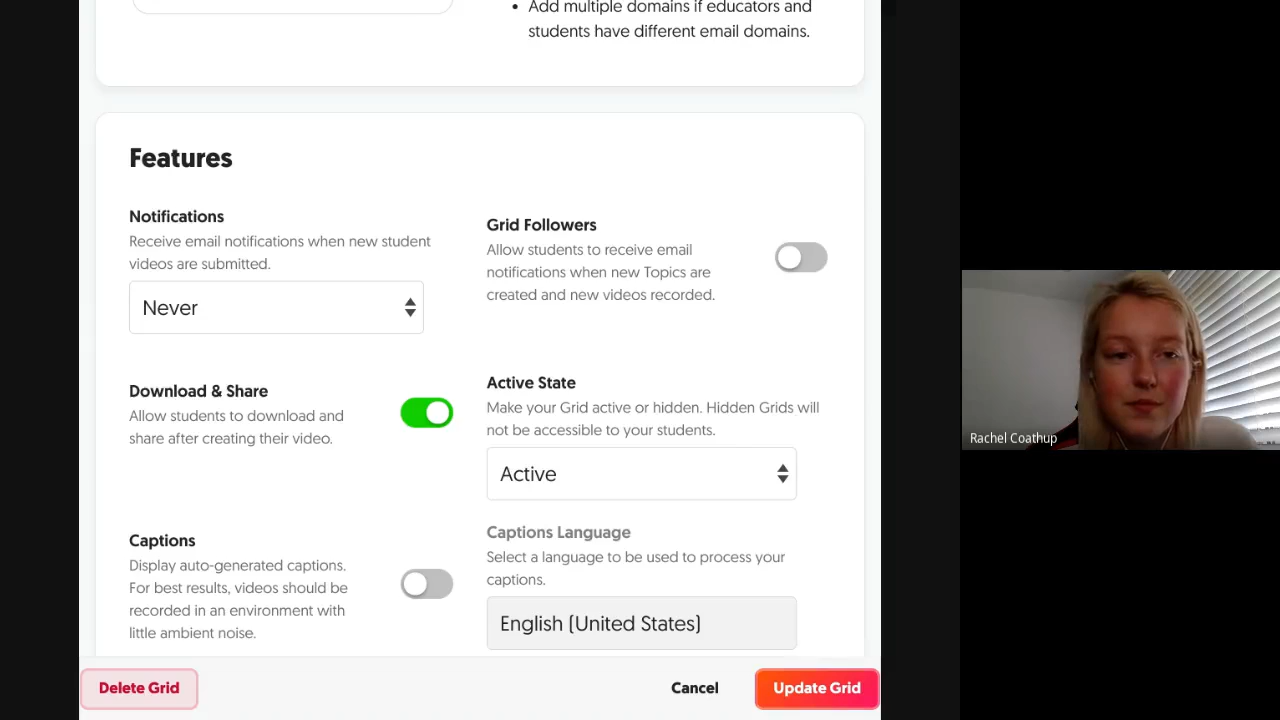 • Add multiple domains if educators and
students have different email domains.
Features
Notifications
Receive email notifications when new student
videos are submitted.
Never
Grid Followers
Allow students to receive email
notifications when new Topics are
created and new videos recorded.
Download & Share
Allow students to download and
share after creating their video.
Active State
Make your Grid active or hidden. Hidden Grids will
not be accessible to your students.
Active
Captions
Display auto-generated captions.
For best results, videos should be
recorded in an environment with
little ambient noise.
Captions Language
Select a language to be used to process your
captions.
English (United States)
Delete Grid
Cancel
Update Grid
Rachel Coathup